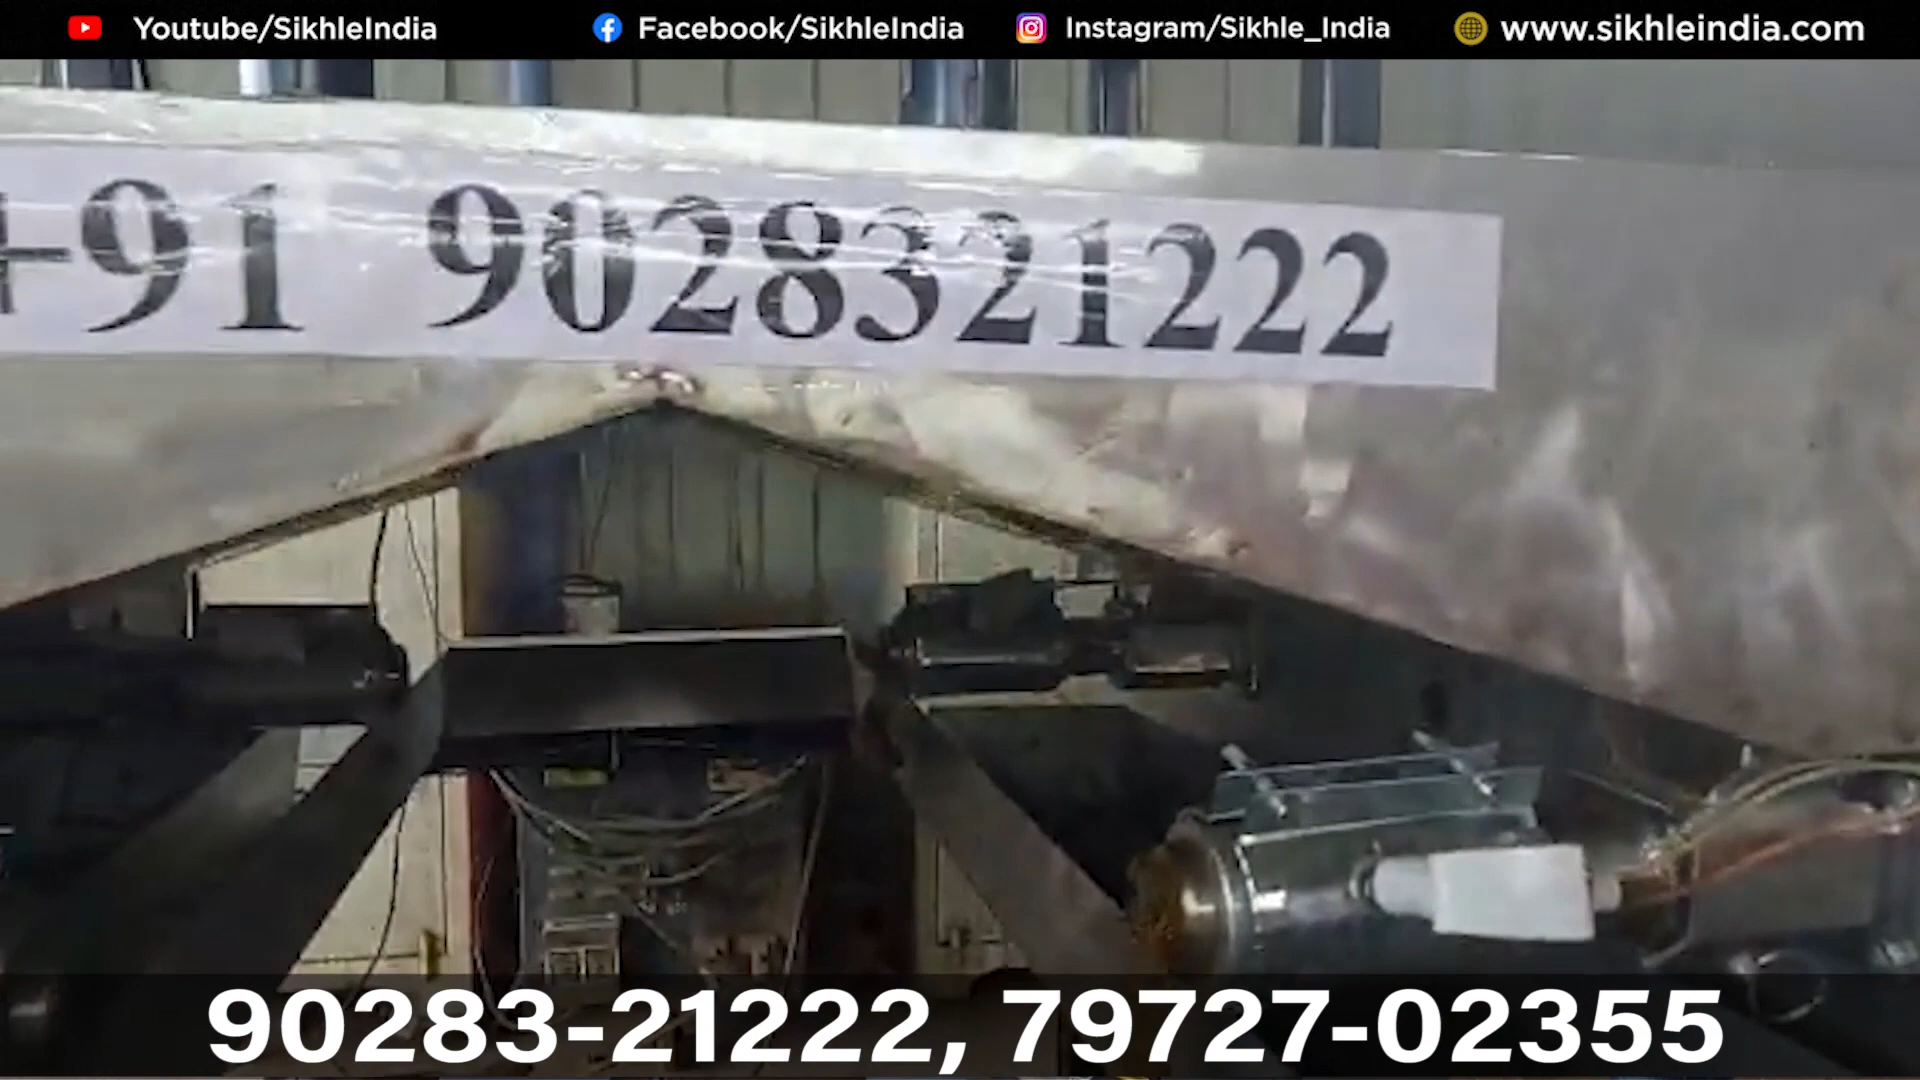 Youtube/SikhleIndia
Facebook/SikhleIndia
Instagram/Sikhle_India
www.sikhleindia.com
+91 9028321222
90283-21222, 79727-02355